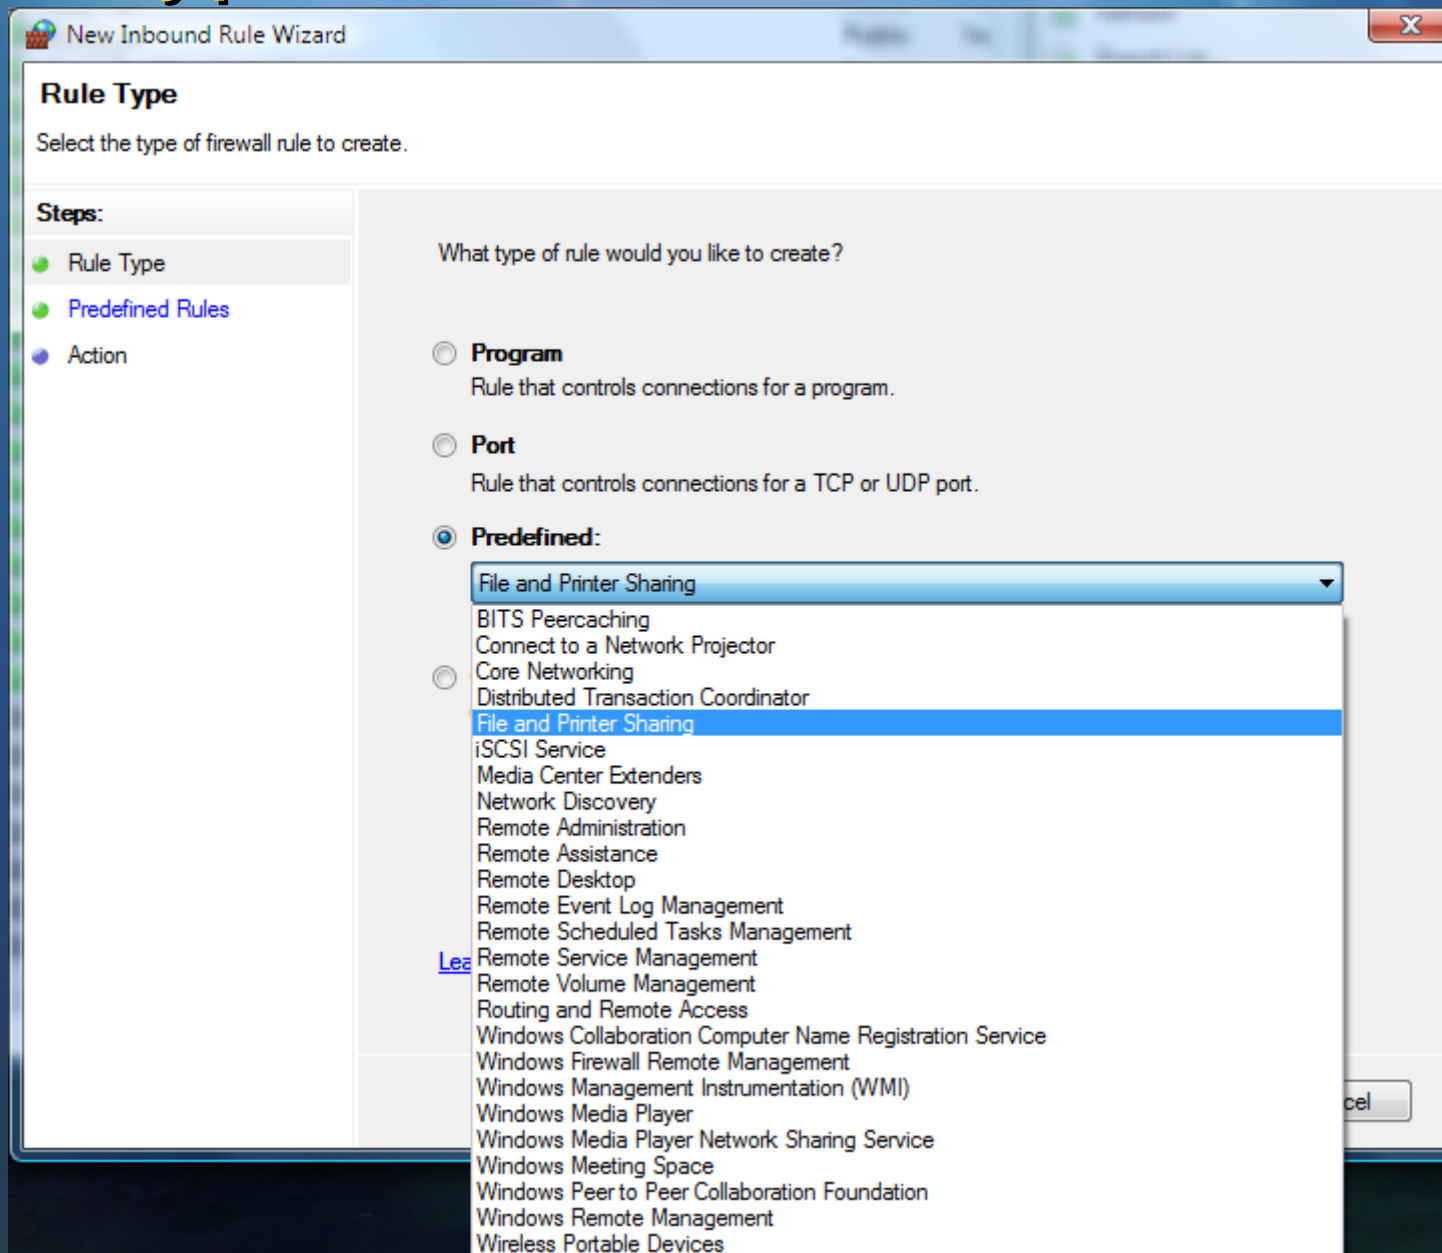 New Inbound Rule Wizard
Rule Type
Select the type of firewall rule to create.
Steps:
Rule Type
Predefined Rules
Action
What type of rule would you like to create?
Program
Rule that controls connections for a program.
Port
Rule that controls connections for a TCP or UDP port.
Predefined:
File and Printer Sharing
BITS Peercaching
Connect to a Network Projector
Core Networking
Distributed Transaction Coordinator
File and Printer Sharing
iSCSI Service
Media Center Extenders
Network Discovery
Remote Administration
Remote Assistance
Remote Desktop
Remote Event Log Management
Remote Scheduled Tasks Management
Lea
Remote Service Management
Remote Volume Management
Routing and Remote Access
Windows Collaboration Computer Name Registration Service
Windows Firewall Remote Management
Windows Management Instrumentation (WMI)
cel
Windows Media Player
Windows Media Player Network Sharing Service
Windows Meeting Space
Windows Peer to Peer Collaboration Foundation
Windows Remote Management
Wireless Portable Devices